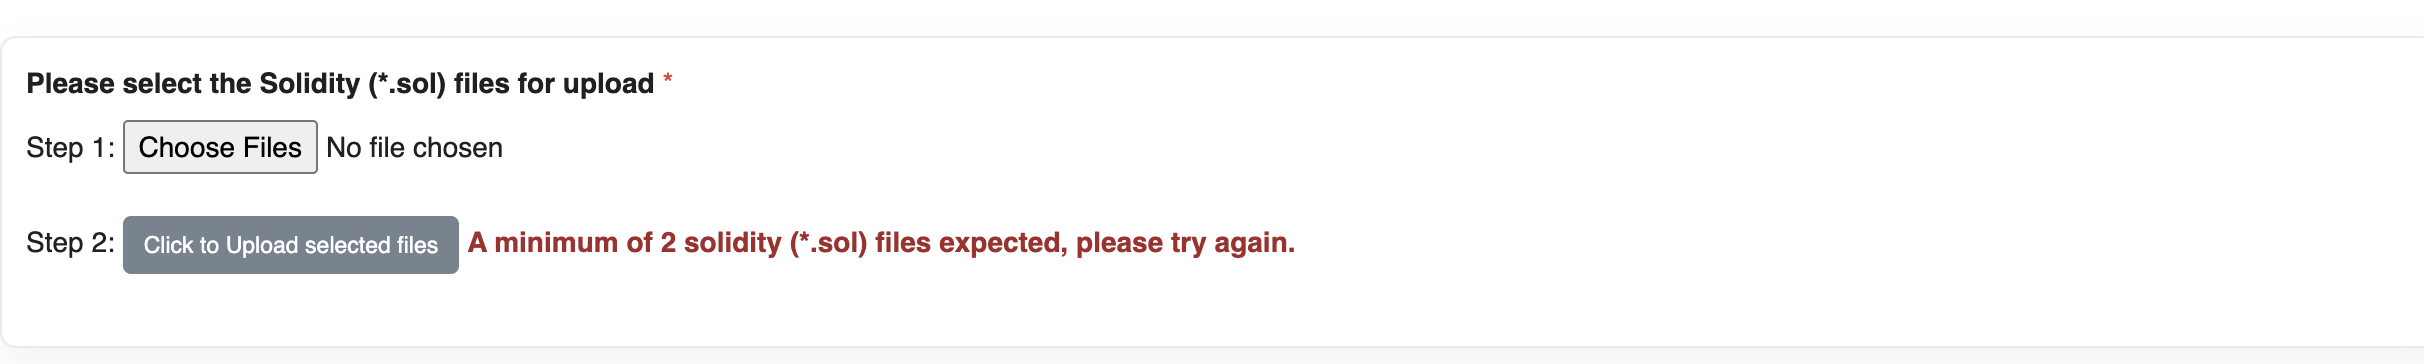 Please select the Solidity (*.sol) files for upload *
Step 1: Choose Files No file chosen
Step 2: Click to Upload selected files A minimum of 2 solidity (*.sol) files expected, please try again.